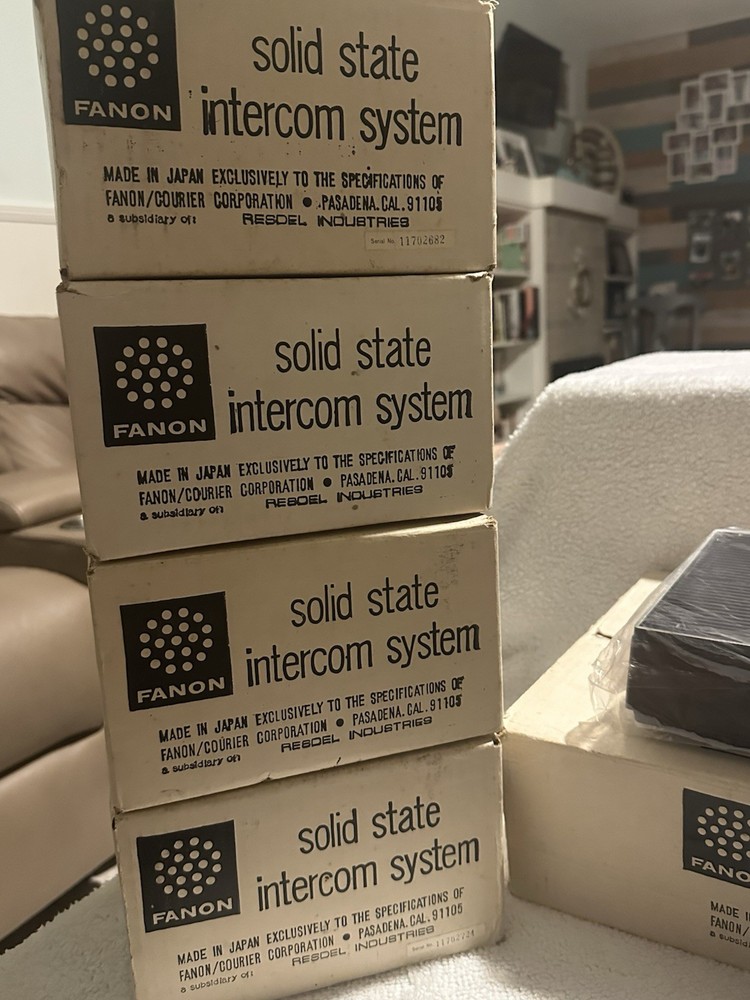 FANON
solid state
intercom system
MADE IN JAPAN EXCLUSIVELY TO THE SPECIFICATIONS OF
FANON/COURIER CORPORATION ● PASADENA. CAL. 91105
a subsidiary of: RESDEL INDUSTRIES
Serial No. 11702682
FANON
solid state
intercom system
MADE IN JAPAN EXCLUSIVELY TO THE SPECIFICATIONS OF
FANON/COURIER CORPORATION ● PASADENA. CAL. 91105
a subsidiary of: RESDEL INDUSTRIES
FANON
solid state
intercom system
MADE IN JAPAN EXCLUSIVELY TO THE SPECIFICATIONS OF
FANON/COURIER CORPORATION ● PASADENA. CAL. 91105
a subsidiary of: RESDEL INDUSTRIES
FANON
solid state
intercom system
MADE IN JAPAN EXCLUSIVELY TO THE SPECIFICATIONS OF
FANON/COURIER CORPORATION ● PASADENA. CAL. 91105
a subsidiary of: RESDEL INDUSTRIES
Serial No.
FANO
MADE I
FANON/
a subsidi